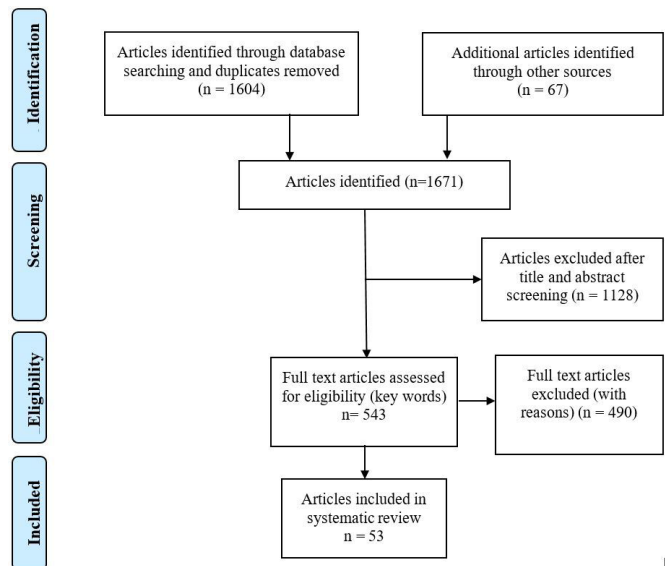 Identification
Articles identified through database
searching and duplicates removed
(n = 1604)
Additional articles identified
through other sources
(n = 67)
Articles identified (n=1671)
Screening
Articles excluded after
title and abstract
screening (n = 1128)
Eligibility
Full text articles assessed
for eligibility (key words)
n= 543
Full text articles
excluded (with
reasons) (n = 490)
Included
Articles included in
systematic review
n = 53